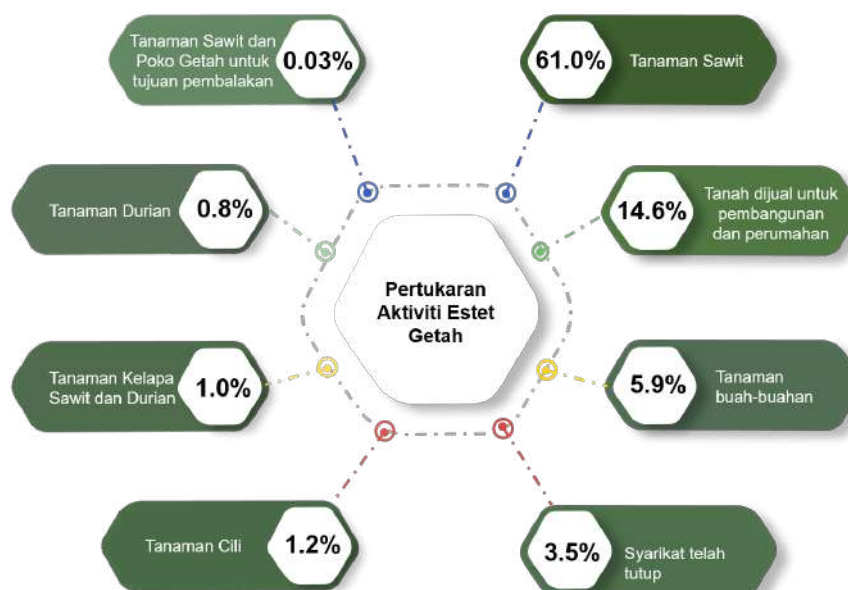 Tanaman Sawit dan
Poko Getah untuk
tujuan pembalakan
0.03%
61.0%
Tanaman Sawit
Tanaman Durian
0.8%
14.6%
Tanah dijual untuk
pembangunan
dan perumahan
Pertukaran
Aktiviti Estet
Getah
Tanaman Kelapa
Sawit dan Durian
1.0%
5.9%
Tanaman
buah-buahan
Tanaman Cili
1.2%
3.5%
Syarikat telah
tutup